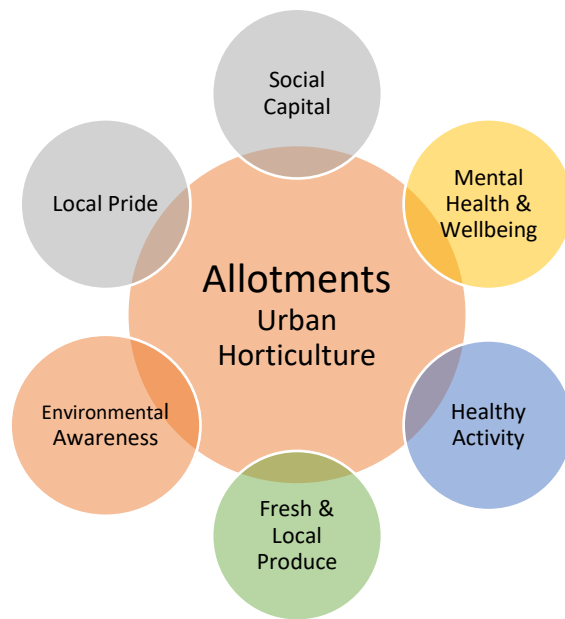 Social
Capital
Mental
Health &
Wellbeing
Local Pride
Allotments
Urban
Horticulture
Environmental
Awareness
Healthy
Activity
Fresh &
Local
Produce